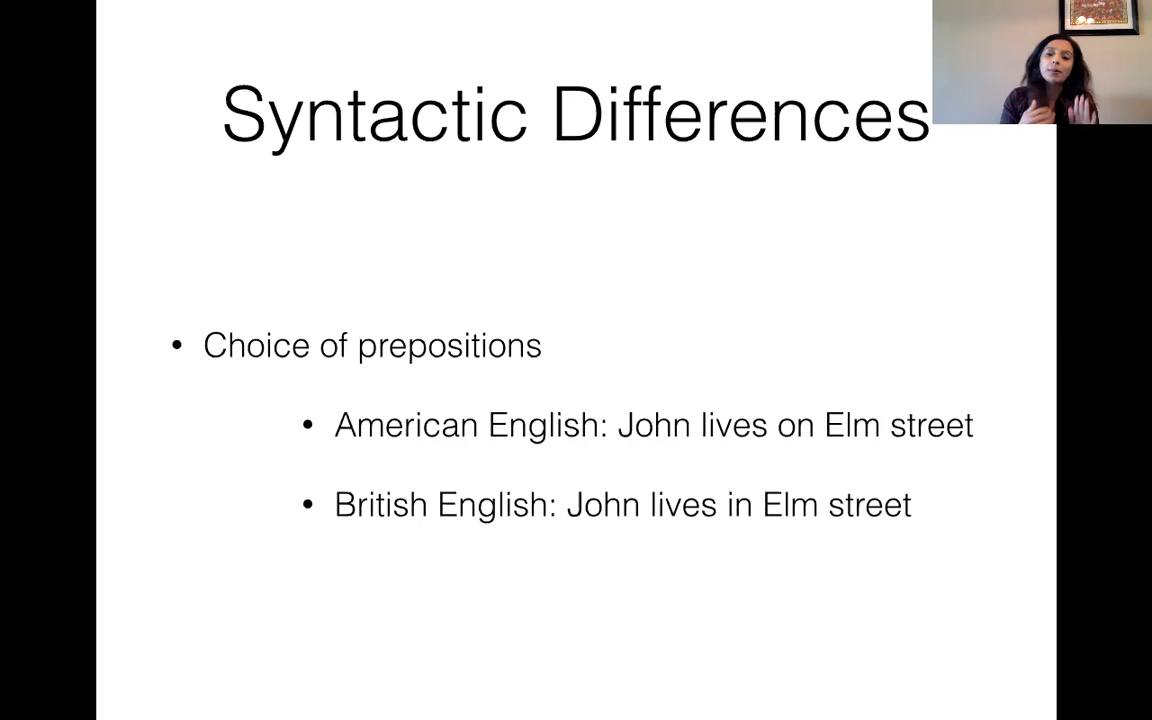 Syntactic Differences
• Choice of prepositions
• American English: John lives on Elm street
• British English: John lives in Elm street